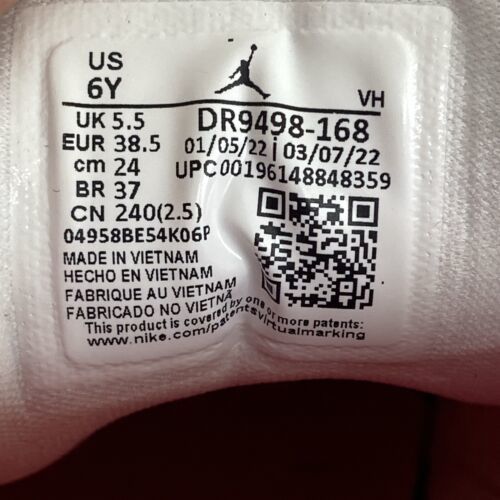 US
6Y
VH
UK 5.5
EUR 38.5
cm 24
BR 37
CN 240(2.5)
04958BE54K06P
DR9498-168
01/05/22 | 03/07/22
UPC00196148848359
MADE IN VIETNAM
HECHO EN VIETNAM
FABRIQUE AU VIETNAM
FABRICADO NO VIETNÃ
This product is covered by one or more patents:
www.nike.com/patentsvirtualmarking